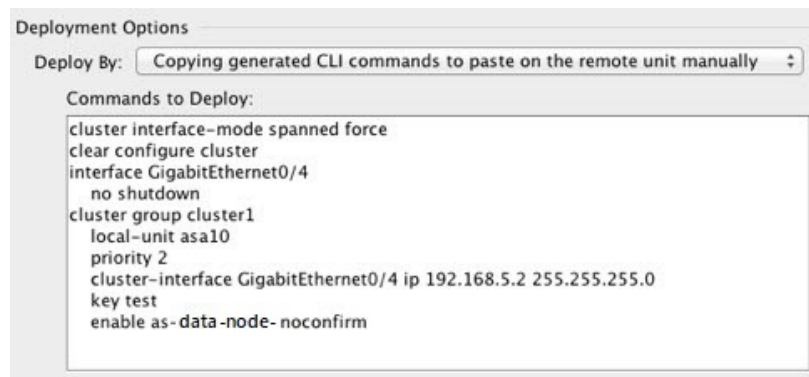 Deployment Options
Deploy By: Copying generated CLI commands to paste on the remote unit manually
Commands to Deploy:
cluster interface-mode spanned force
clear configure cluster
interface GigabitEthernet0/4
no shutdown
cluster group cluster1
local-unit asa10
priority 2
cluster-interface GigabitEthernet0/4 ip 192.168.5.2 255.255.255.0
key test
enable as-data-node-noconfirm